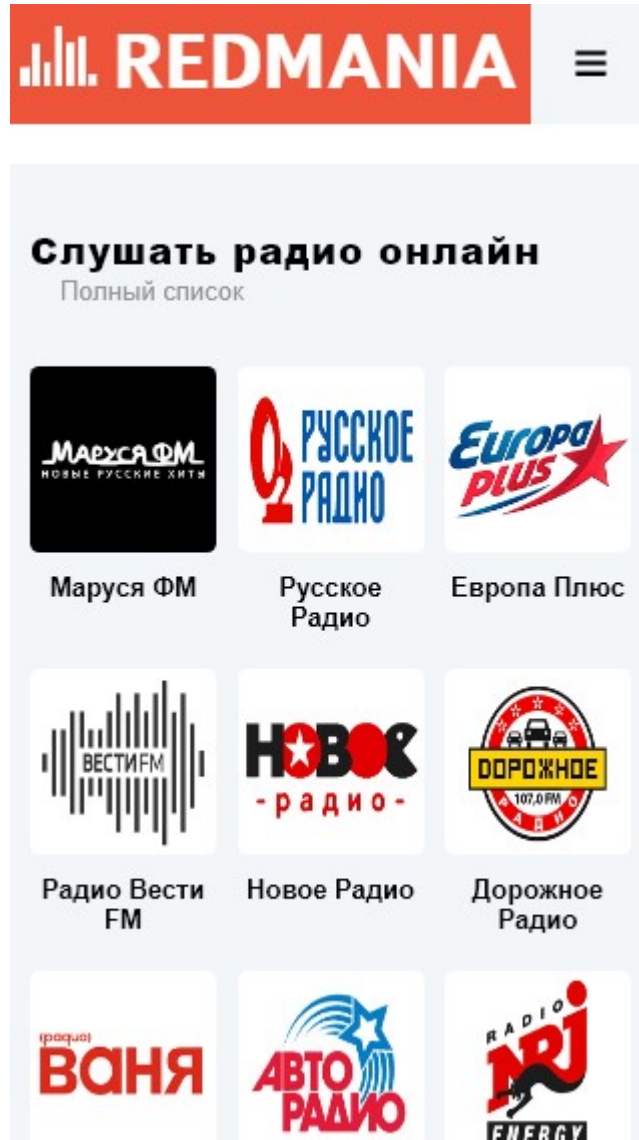 REDMANIA
Слушать радио онлайн
Полный список
МАРУСЯ ФМ
НОВЫЕ РУССКИЕ ХИТЫ
РУССКОЕ
РАДИО
EUROPA
PLUS
Маруся ФМ
Русское
Радио
Европа Плюс
ВЕСТИ FM
НОВОЕ
-радио-
ДОРОЖНОЕ
107,0 FM
РАДИО
Радио Вести
FM
Новое Радио
Дорожное
Радио
(радио)
ВАНЯ
АВТО
РАДИО
RADIO
NRJ
ENERGY